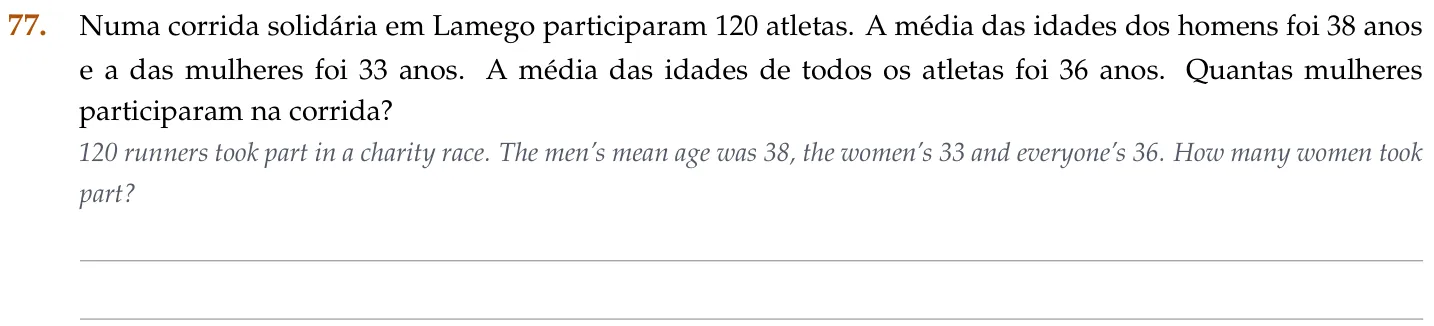 77. Numa corrida solidária em Lamego participaram 120 atletas. A média das idades dos homens foi 38 anos
e a das mulheres foi 33 anos. A média das idades de todos os atletas foi 36 anos. Quantas mulheres
participaram na corrida?
120 runners took part in a charity race. The men's mean age was 38, the women's 33 and everyone's 36. How many women took
part?